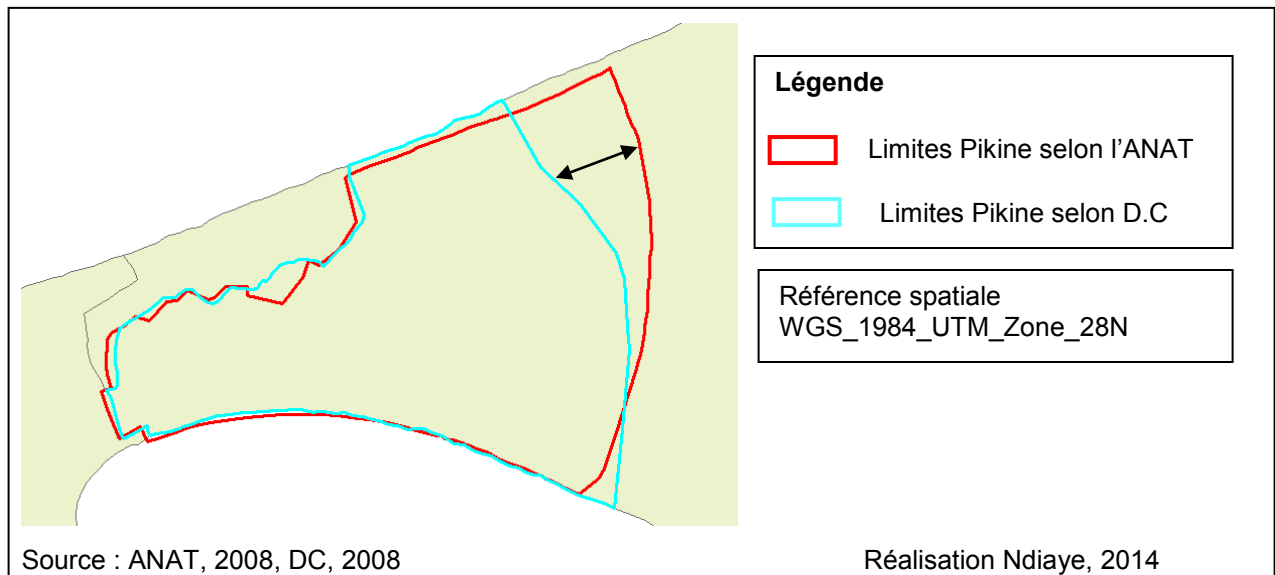 Légende
Limites Pikine selon l'ANAT
Limites Pikine selon D.C
Référence spatiale
WGS_1984_UTM_Zone_28N
Source : ANAT, 2008, DC, 2008
Réalisation Ndiaye, 2014